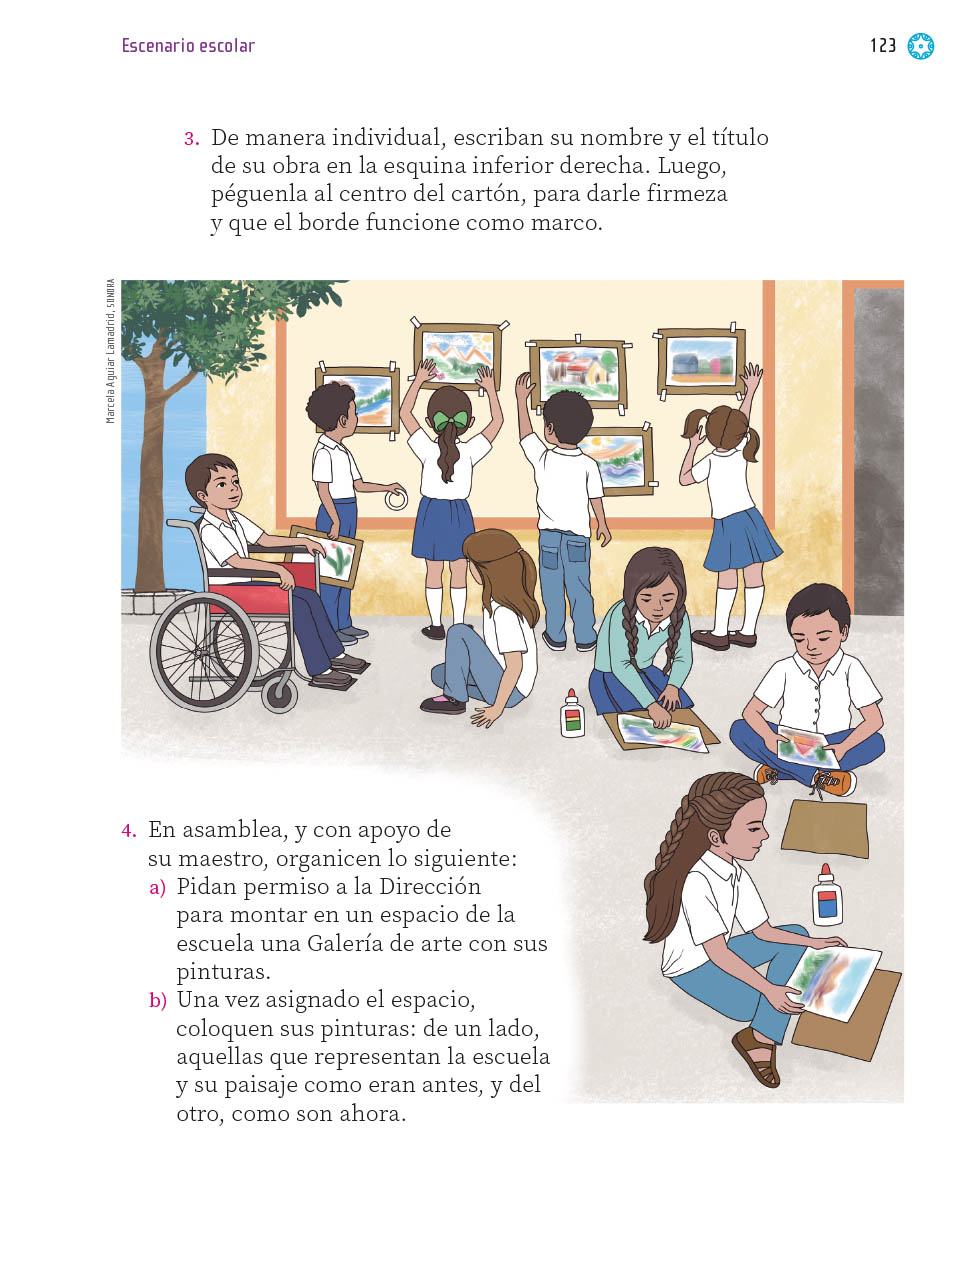 Escenario escolar
123
3. De manera individual, escriban su nombre y el título
de su obra en la esquina inferior derecha. Luego,
péguenla al centro del cartón, para darle firmeza
y que el borde funcione como marco.
Marcela Aguiar Lamadrid, SONORA
4. En asamblea, y con apoyo de
su maestro, organicen lo siguiente:
a) Pidan permiso a la Dirección
para montar en un espacio de la
escuela una Galería de arte con sus
pinturas.
b) Una vez asignado el espacio,
coloquen sus pinturas: de un lado,
aquellas que representan la escuela
y su paisaje como eran antes, y del
otro, como son ahora.